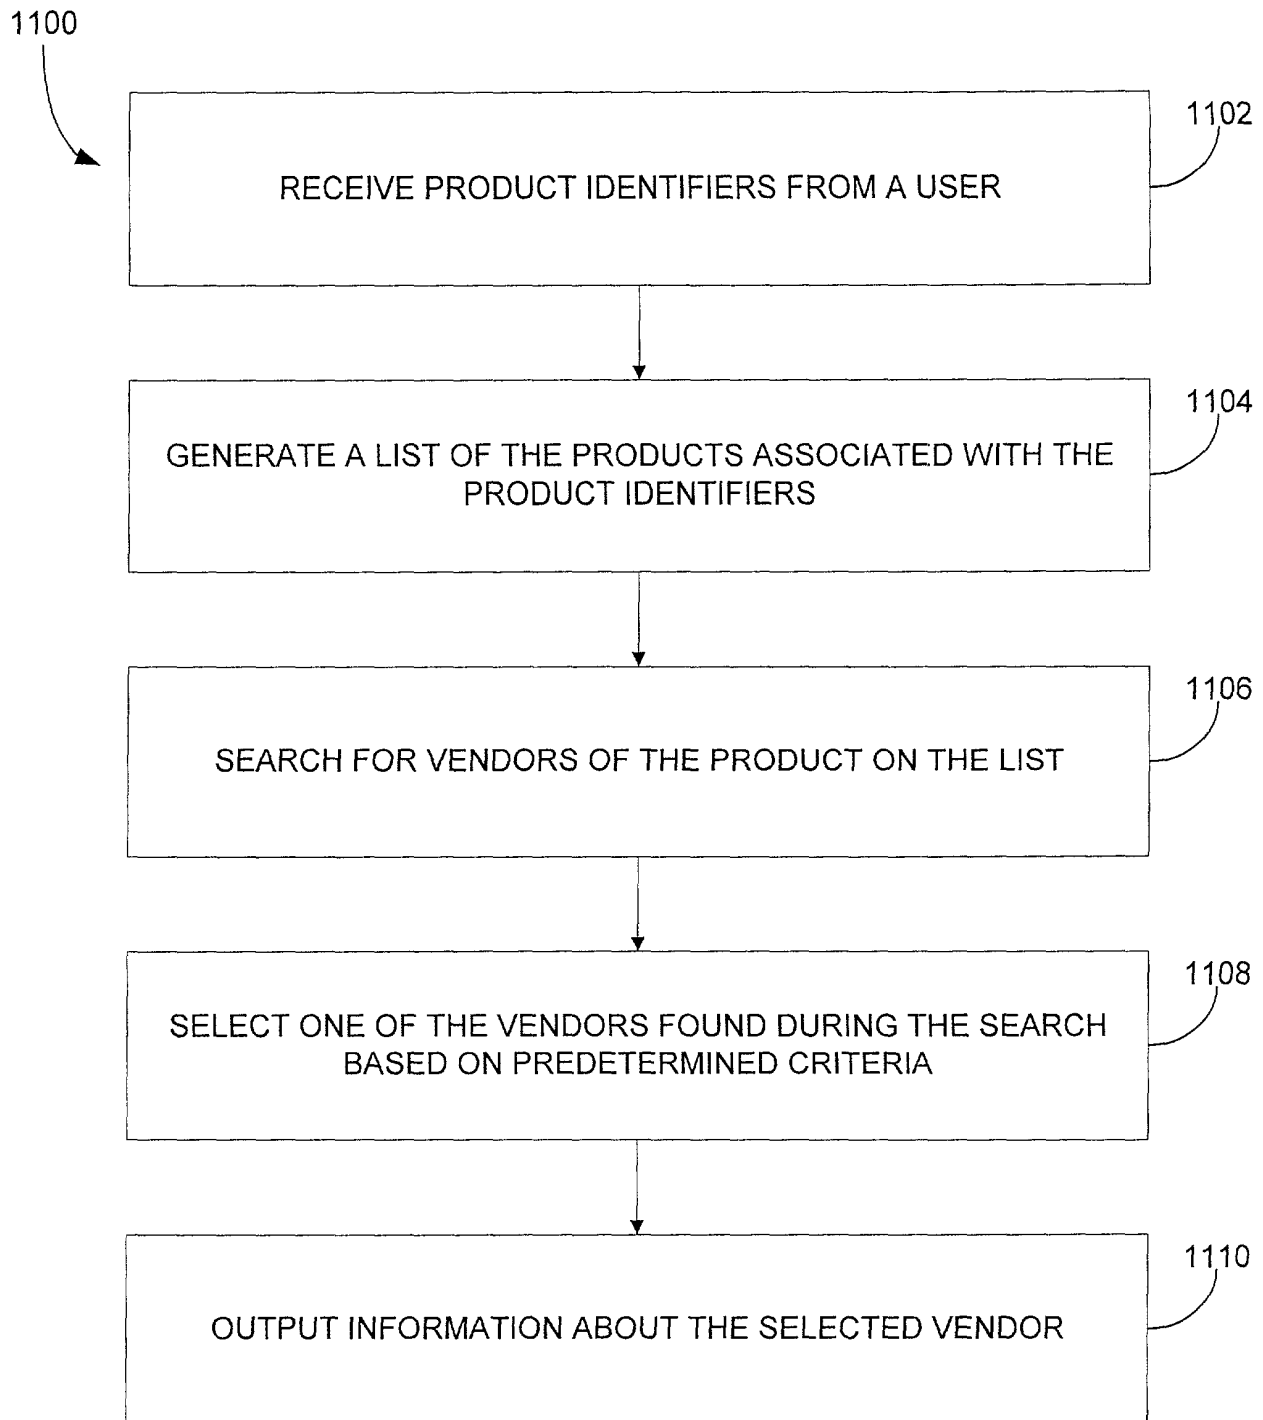 1100
1102
RECEIVE PRODUCT IDENTIFIERS FROM A USER
1104
GENERATE A LIST OF THE PRODUCTS ASSOCIATED WITH THE
PRODUCT IDENTIFIERS
1106
SEARCH FOR VENDORS OF THE PRODUCT ON THE LIST
1108
SELECT ONE OF THE VENDORS FOUND DURING THE SEARCH
BASED ON PREDETERMINED CRITERIA
1110
OUTPUT INFORMATION ABOUT THE SELECTED VENDOR